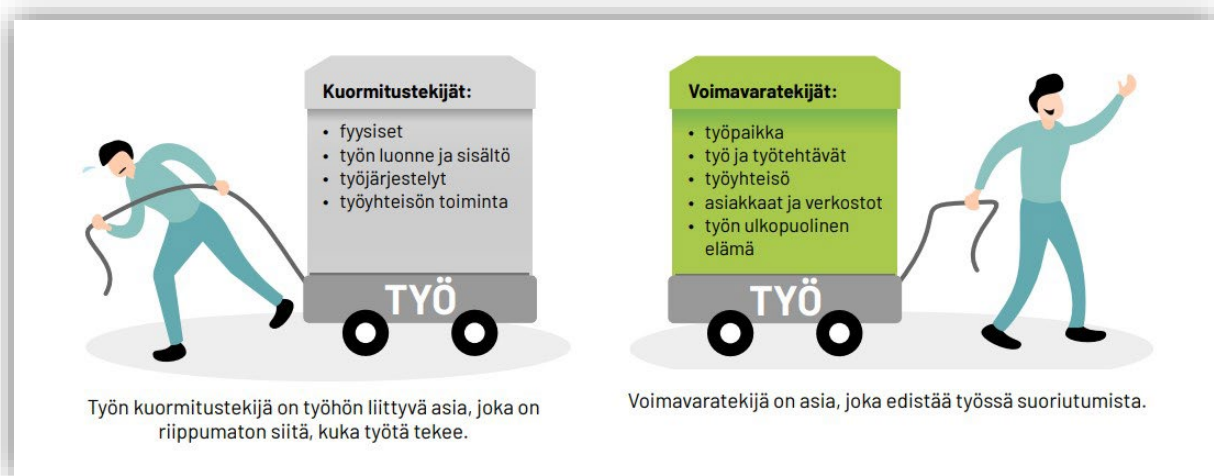 Kuormitustekijät:
• fyysiset
• työn luonne ja sisältö
• työjärjestelyt
• työyhteisön toiminta
TYÖ
Työn kuormitustekijä on työhön liittyvä asia, joka on
riippumaton siitä, kuka työtä tekee.
Voimavaratekijät:
• työpaikka
• työ ja työtehtävät
• työyhteisö
• asiakkaat ja verkostot
• työn ulkopuolinen
elämä
TYÖ
Voimavaratekijä on asia, joka edistää työssä suoriutumista.